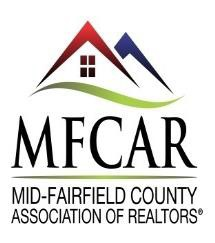 MFCAR
MID-FAIRFIELD COUNTY
ASSOCIATION OF REALTORS®